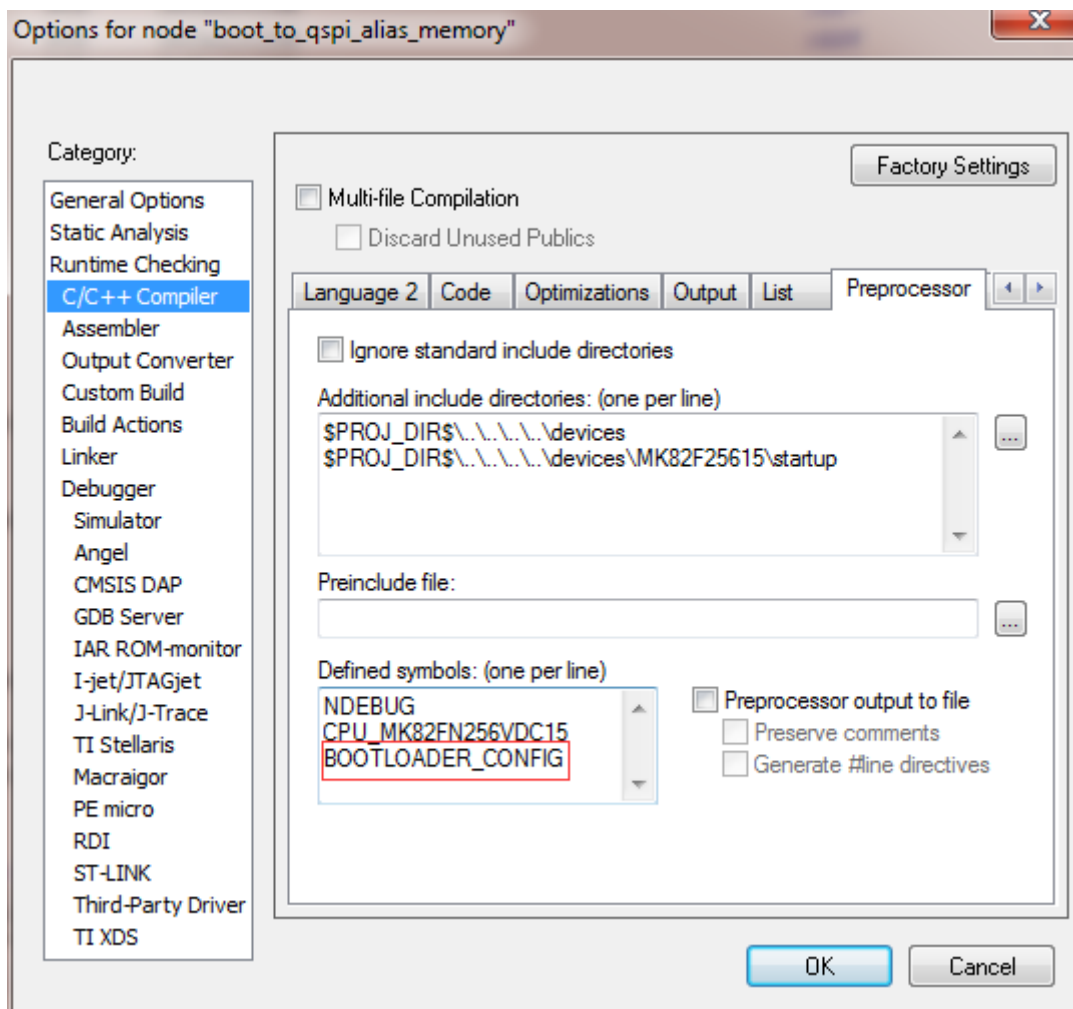 Options for node "boot_to_qspi_alias_memory"
X
Category:
General Options
Static Analysis
Runtime Checking
C/C++ Compiler
Assembler
Output Converter
Custom Build
Build Actions
Linker
Debugger
Simulator
Angel
CMSIS DAP
GDB Server
IAR ROM-monitor
I-jet/JTAGjet
J-Link/J-Trace
TI Stellaris
Macraigor
PE micro
RDI
ST-LINK
Third-Party Driver
TI XDS
Factory Settings
Multi-file Compilation
Discard Unused Publics
Language 2 Code Optimizations Output List Preprocessor
Ignore standard include directories
Additional include directories: (one per line)
$PROJ_DIR$\..\..\..\..\devices
$PROJ_DIR$\..\..\..\..\devices\MK82F25615\startup
...
Preinclude file:
...
Defined symbols: (one per line)
NDEBUG
CPU_MK82FN256VDC15
BOOTLOADER_CONFIG
Preprocessor output to file
Preserve comments
Generate #line directives
OK Cancel